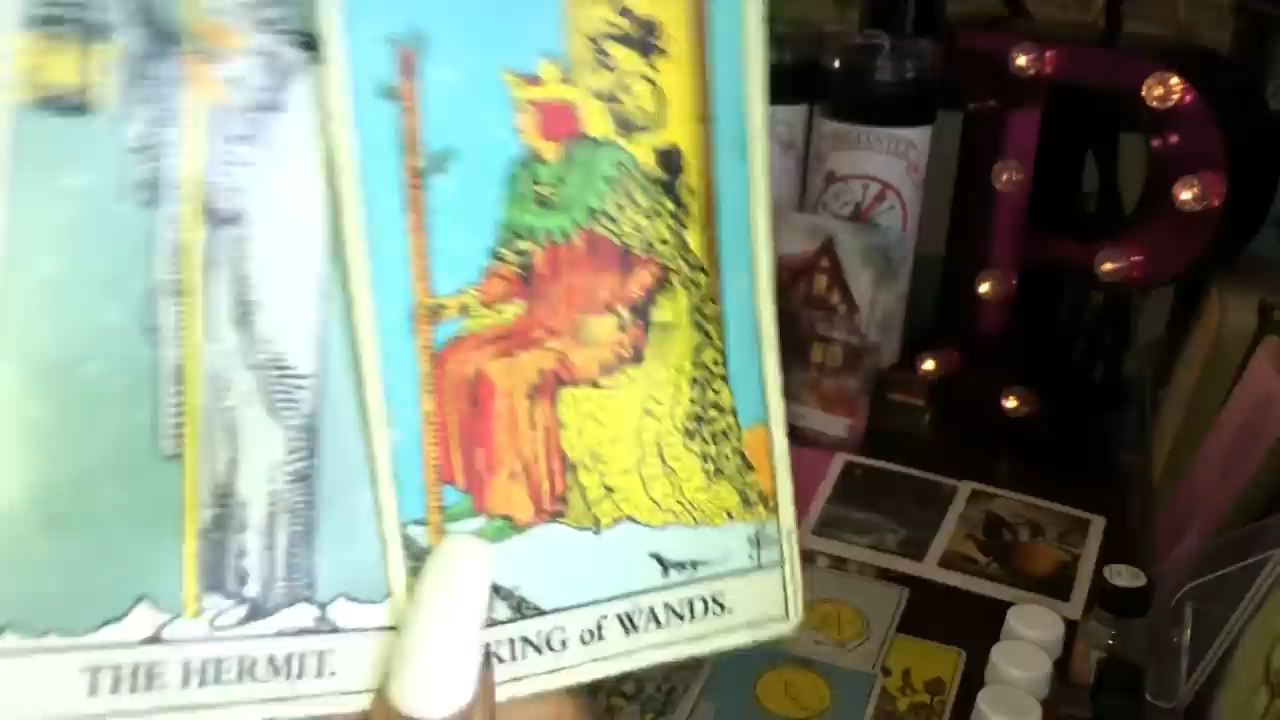 THE HERMIT.
KING of WANDS.
P